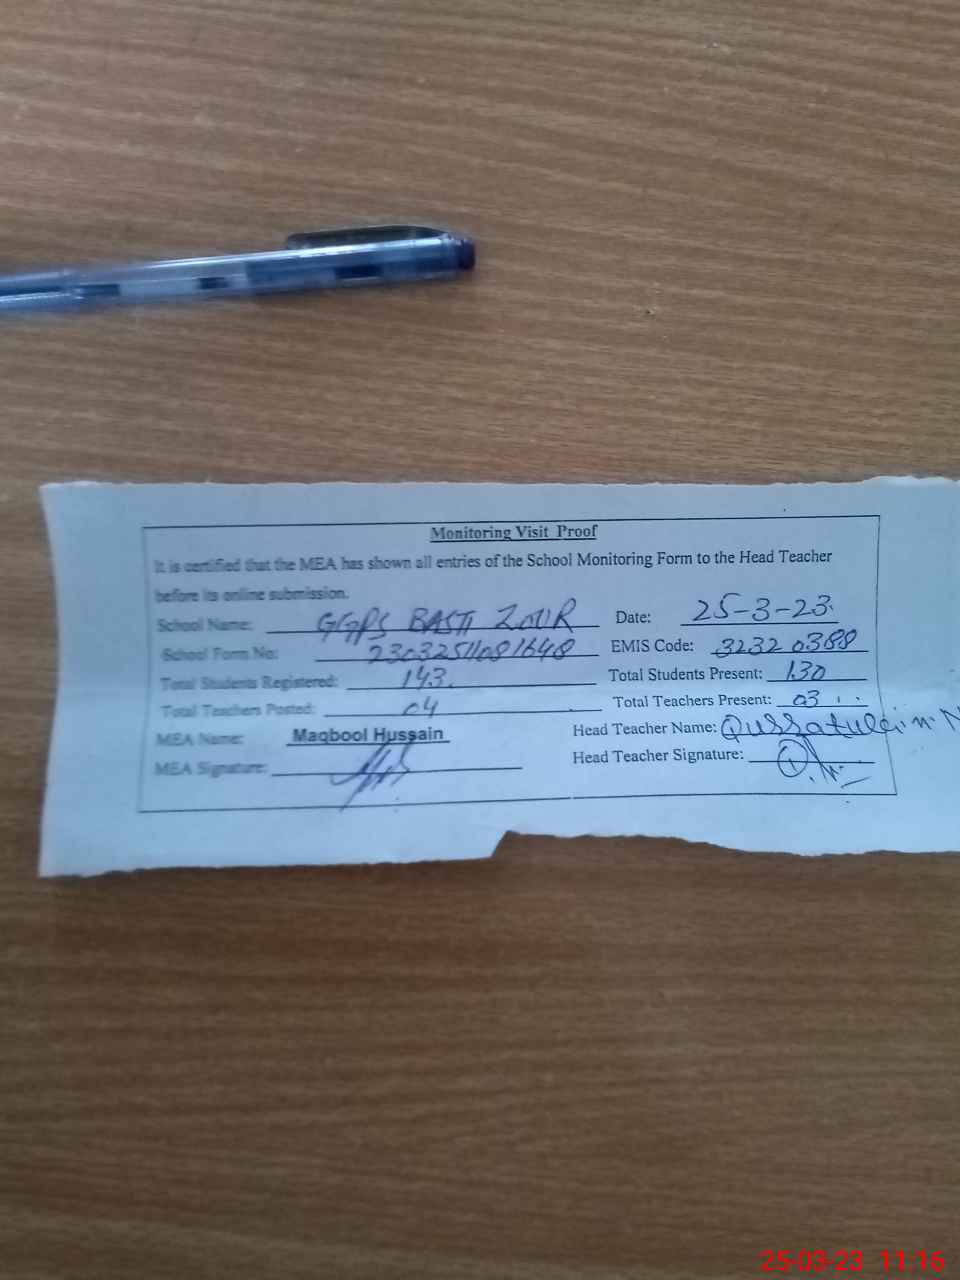 Monitoring Visit Proof
It is certified that the MEA has shown all entries of the School Monitoring Form to the Head Teacher
before its online submission.
School Name: GGPS BASTI Date: 25-3-23
School Form No: EMIS Code: 32320388
Total Students Registered: 143 Total Students Present: 130
Total Teachers Posted: 04 Total Teachers Present: 03
MEA Name: Maqbool Hussain Head Teacher Name:
MEA Signature: Head Teacher Signature:
25-03-23 11:16